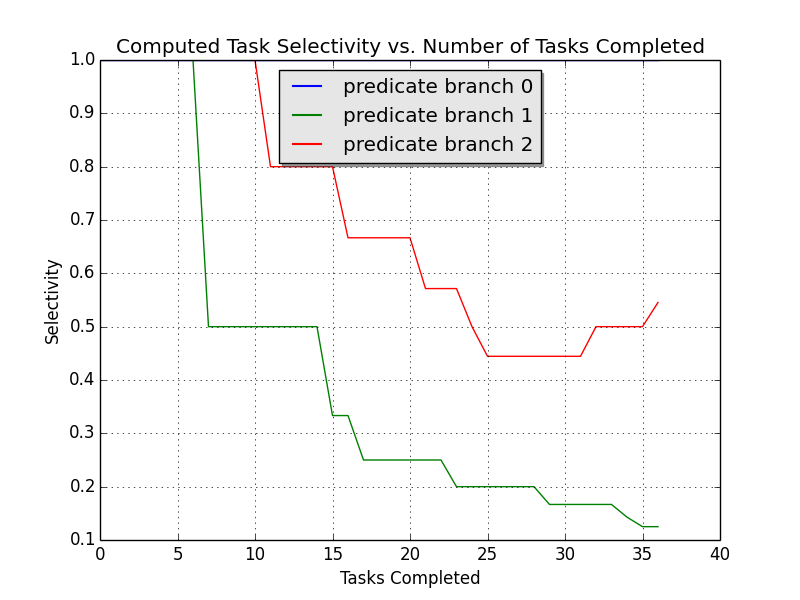 Computed Task Selectivity vs. Number of Tasks Completed
predicate branch 0
predicate branch 1
predicate branch 2
1.0
0.9
0.8
0.7
0.6
0.5
0.4
0.3
0.2
0.1
Selectivity
0 5 10 15 20 25 30 35 40
Tasks Completed